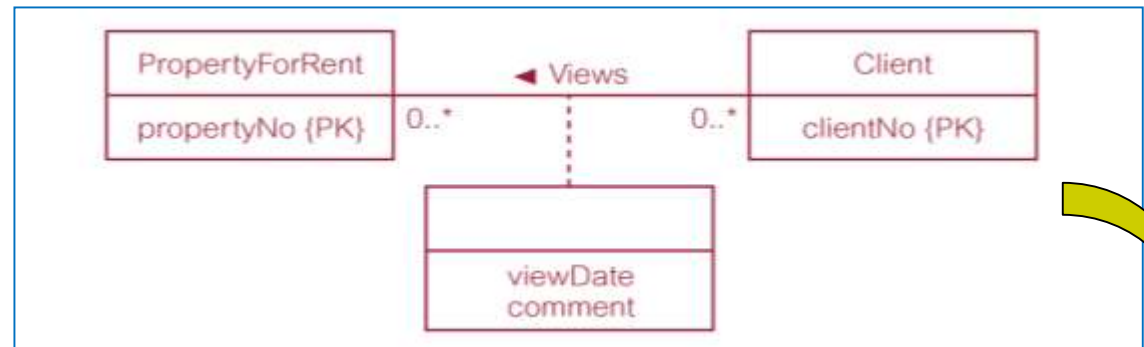 PropertyForRent
◄ Views
Client
propertyNo {PK}
0..*
0..*
clientNo {PK}
viewDate
comment